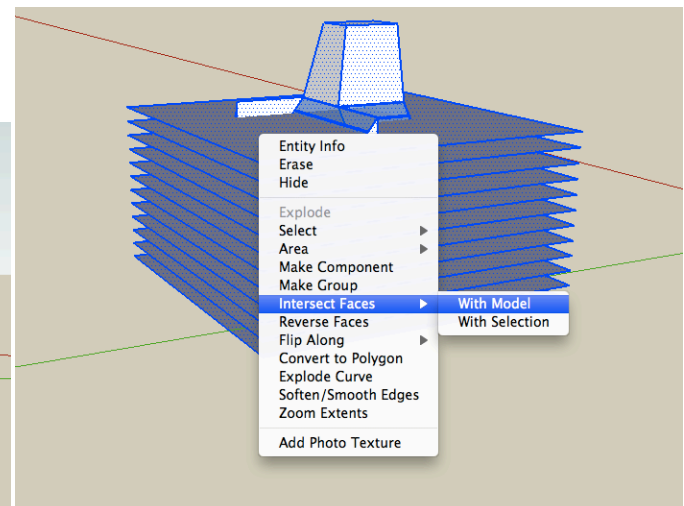 Entity Info
Erase
Hide
Explode
Select
Area
Make Component
Make Group
Intersect Faces
With Model
Reverse Faces
With Selection
Flip Along
Convert to Polygon
Explode Curve
Soften/Smooth Edges
Zoom Extents
Add Photo Texture